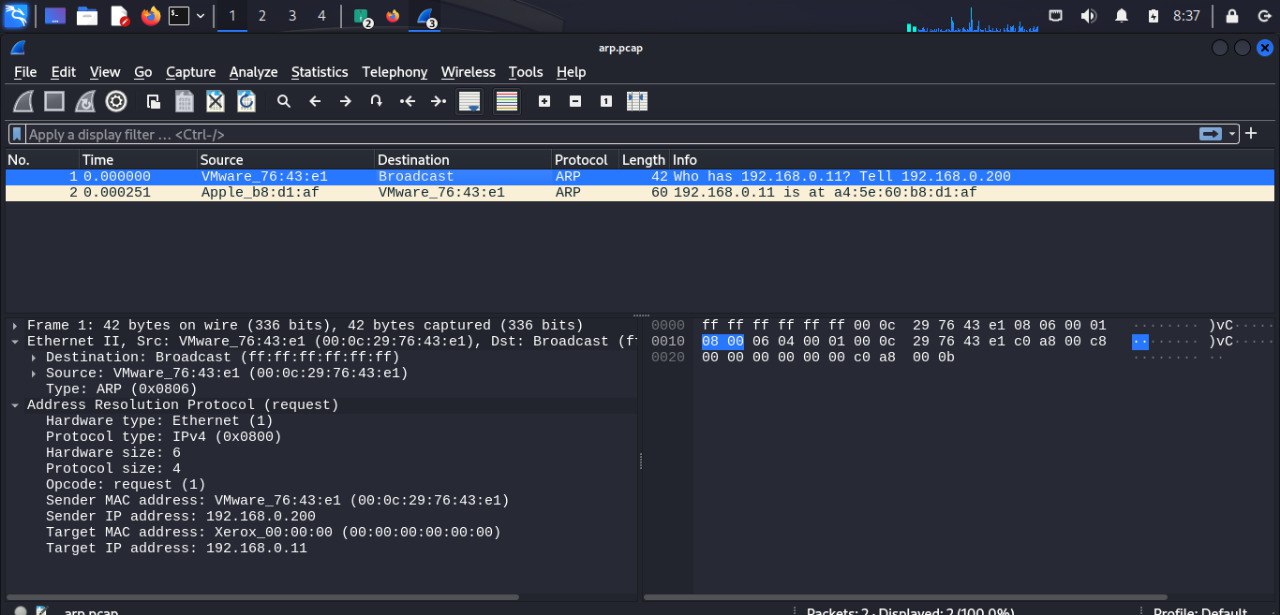 1 2 3 4 2 3 8:37
arp.pcap
File Edit View Go Capture Analyze Statistics Telephony Wireless Tools Help
Apply a display filter ... <Ctrl-/>
No. Time Source Destination Protocol Length Info
1 0.000000 VMware_76:43:e1 Broadcast ARP 42 Who has 192.168.0.11? Tell 192.168.0.200
2 0.000251 Apple_b8:d1:af VMware_76:43:e1 ARP 60 192.168.0.11 is at a4:5e:60:b8:d1:af
Frame 1: 42 bytes on wire (336 bits), 42 bytes captured (336 bits)
Ethernet II, Src: VMware_76:43:e1 (00:0c:29:76:43:e1), Dst: Broadcast (ff
Destination: Broadcast (ff:ff:ff:ff:ff:ff)
Source: VMware_76:43:e1 (00:0c:29:76:43:e1)
Type: ARP (0x0806)
Address Resolution Protocol (request)
Hardware type: Ethernet (1)
Protocol type: IPv4 (0x0800)
Hardware size: 6
Protocol size: 4
Opcode: request (1)
Sender MAC address: VMware_76:43:e1 (00:0c:29:76:43:e1)
Sender IP address: 192.168.0.200
Target MAC address: Xerox_00:00:00 (00:00:00:00:00:00)
Target IP address: 192.168.0.11
0000 ff ff ff ff ff ff 00 0c 29 76 43 e1 08 06 00 01 ········ )vC·····
0010 08 00 06 04 00 01 00 0c 29 76 43 e1 c0 a8 00 c8 ········ )vC·····
0020 00 00 00 00 00 00 c0 a8 00 0b ········ ··
arp.pcap Packets: 2 · Displayed: 2 (100.0%) Profile: Default